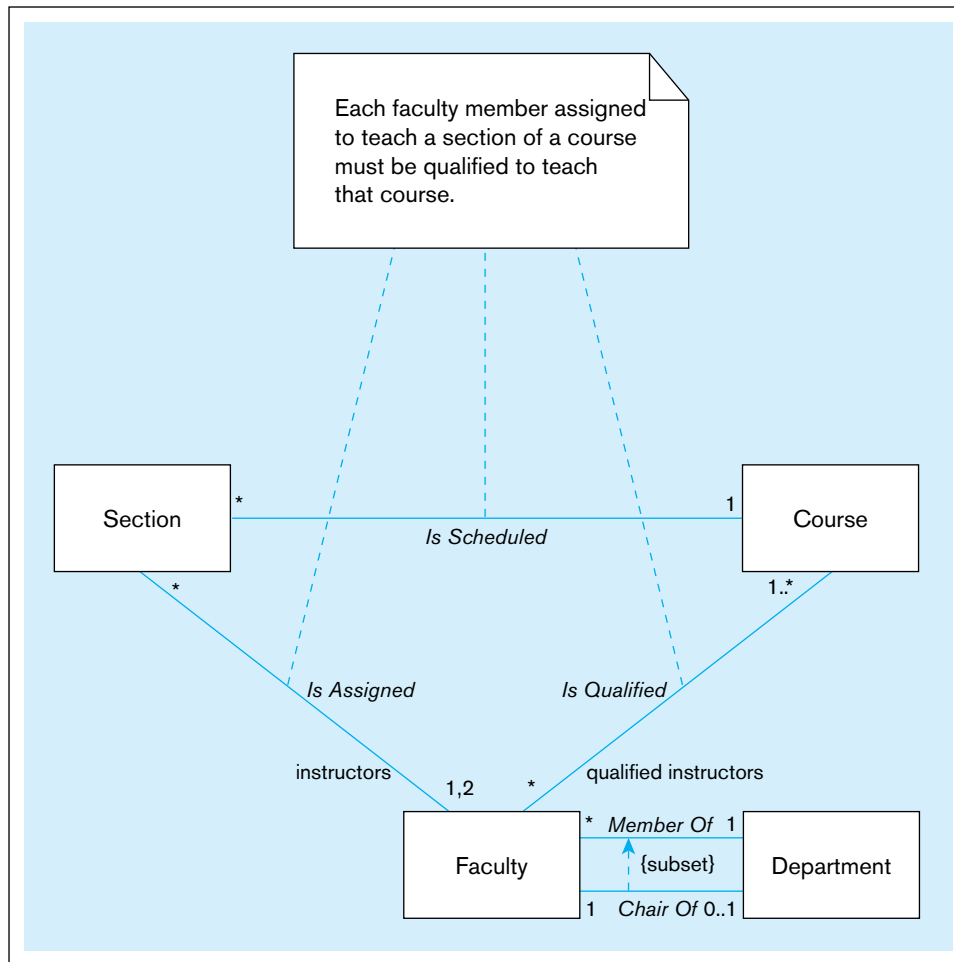 Each faculty member assigned
to teach a section of a course
must be qualified to teach
that course.
Section
*
1
Course
Is Scheduled
*
1..*
Is Assigned
Is Qualified
instructors
qualified instructors
1,2
*
Faculty
*
Member Of
1
{subset}
Department
1
Chair Of
0..1